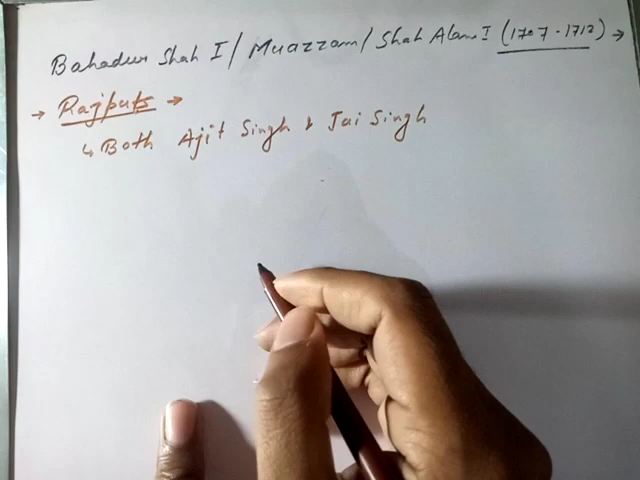 Bahadur Shah I / Muazzam / Shah Alam I (1707-1712) →
→ Rajputs →
↳ Both Ajit Singh & Jai Singh